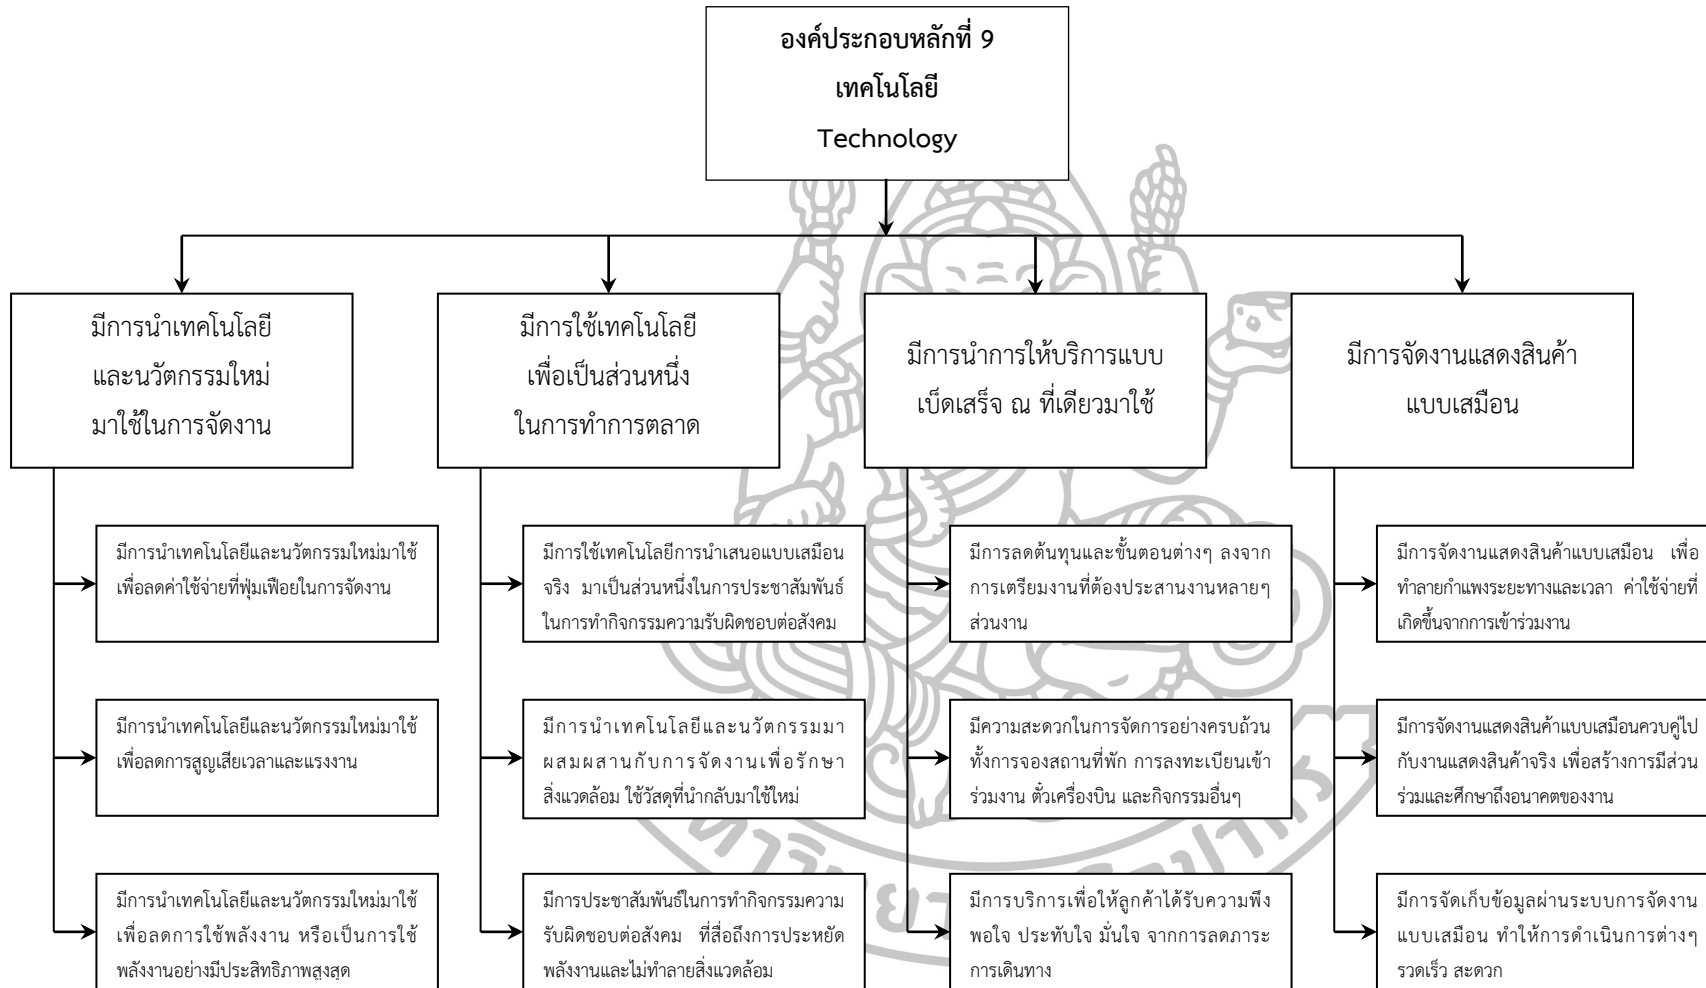 องค์ประกอบหลักที่ 9
เทคโนโลยี
Technology
มีการนำเทคโนโลยี
และนวัตกรรมใหม่
มาใช้ในการจัดงาน
มีการนำเทคโนโลยีและนวัตกรรมใหม่มาใช้
เพื่อลดค่าใช้จ่ายที่ฟุ่มเฟือยในการจัดงาน
มีการนำเทคโนโลยีและนวัตกรรมใหม่มาใช้
เพื่อลดการสูญเสียเวลาและแรงงาน
มีการนำเทคโนโลยีและนวัตกรรมใหม่มาใช้
เพื่อลดการใช้พลังงาน หรือเป็นการใช้
พลังงานอย่างมีประสิทธิภาพสูงสุด
มีการใช้เทคโนโลยี
เพื่อเป็นส่วนหนึ่ง
ในการทำการตลาด
มีการใช้เทคโนโลยีการนำเสนอแบบเสมือน
จริง มาเป็นส่วนหนึ่งในการประชาสัมพันธ์
ในการทำกิจกรรมความรับผิดชอบต่อสังคม
มีการนำเทคโนโลยีและนวัตกรรมมา
ผสมผสานกับการจัดงานเพื่อรักษา
สิ่งแวดล้อม ใช้วัสดุที่นำกลับมาใช้ใหม่
มีการประชาสัมพันธ์ในการทำกิจกรรมความ
รับผิดชอบต่อสังคม ที่สื่อถึงการประหยัด
พลังงานและไม่ทำลายสิ่งแวดล้อม
มีการนำการให้บริการแบบ
เบ็ดเสร็จ ณ ที่เดียวมาใช้
มีการลดต้นทุนและขั้นตอนต่างๆ ลงจาก
การเตรียมงานที่ต้องประสานงานหลายๆ
ส่วนงาน
มีความสะดวกในการจัดการอย่างครบถ้วน
ทั้งการจองสถานที่พัก การลงทะเบียนเข้า
ร่วมงาน ตั๋วเครื่องบิน และกิจกรรมอื่นๆ
มีการบริการเพื่อให้ลูกค้าได้รับความพึง
พอใจ ประทับใจ มั่นใจ จากการลดภาระ
การเดินทาง
มีการจัดงานแสดงสินค้า
แบบเสมือน
มีการจัดงานแสดงสินค้าแบบเสมือน เพื่อ
ทำลายกำแพงระยะทางและเวลา ค่าใช้จ่ายที่
เกิดขึ้นจากการเข้าร่วมงาน
มีการจัดงานแสดงสินค้าแบบเสมือนควบคู่ไป
กับงานแสดงสินค้าจริง เพื่อสร้างการมีส่วน
ร่วมและศึกษาถึงอนาคตของงาน
มีการจัดเก็บข้อมูลผ่านระบบการจัดงาน
แบบเสมือน ทำให้การดำเนินการต่างๆ
รวดเร็ว สะดวก